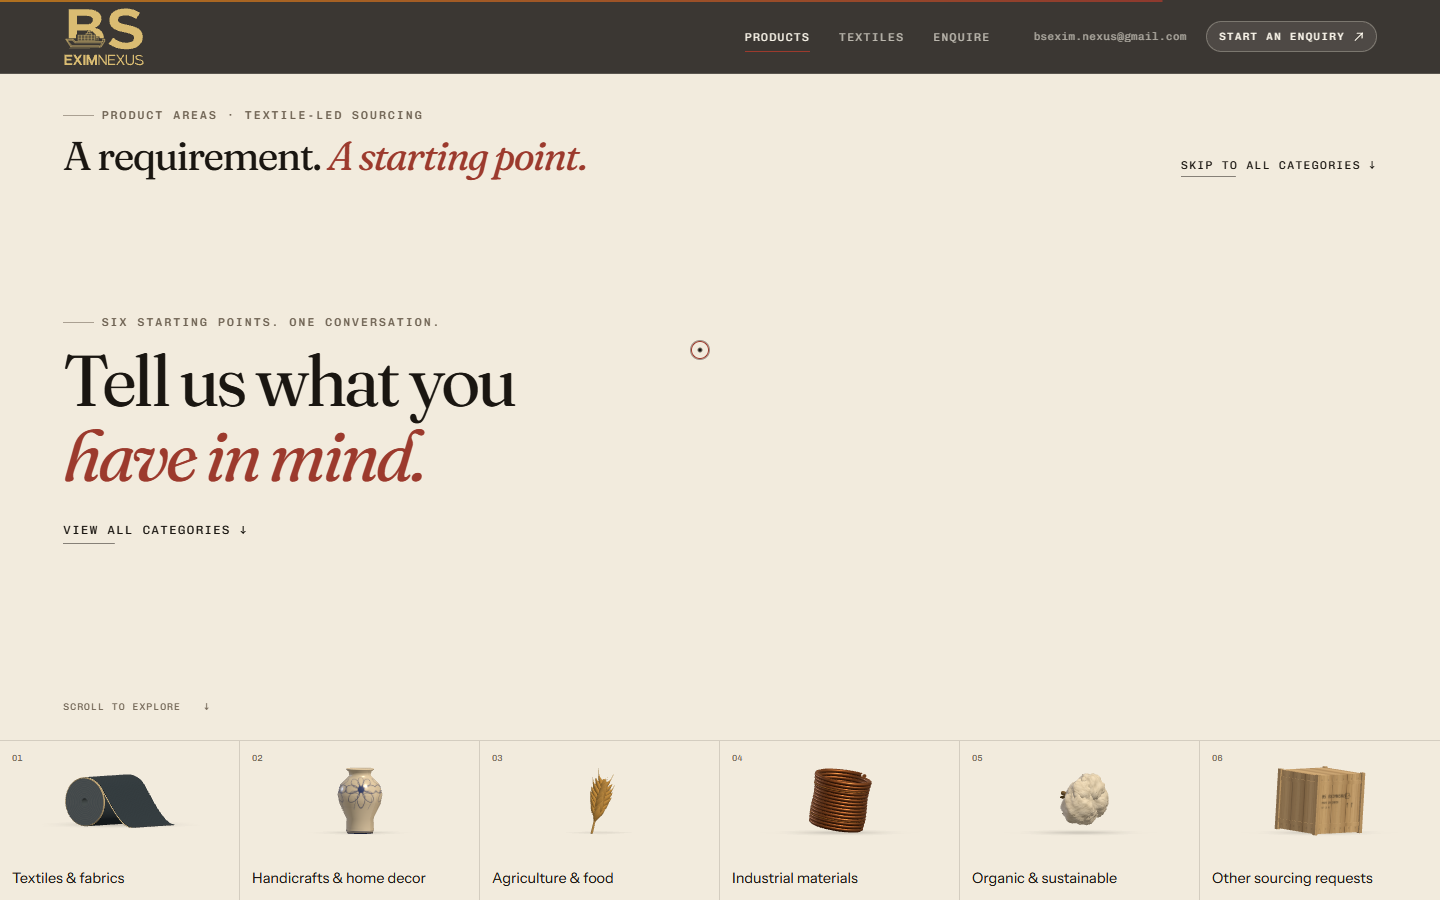 BS
EXIMNEXUS
PRODUCTS
TEXTILES
ENQUIRE
bsexim.nexus@gmail.com
START AN ENQUIRY ↗
PRODUCT AREAS · TEXTILE-LED SOURCING
A requirement. A starting point.
SKIP TO ALL CATEGORIES ↓
SIX STARTING POINTS. ONE CONVERSATION.
Tell us what you
have in mind.
VIEW ALL CATEGORIES ↓
SCROLL TO EXPLORE ↓
01
02
03
04
05
06
Textiles & fabrics
Handicrafts & home decor
Agriculture & food
Industrial materials
Organic & sustainable
Other sourcing requests